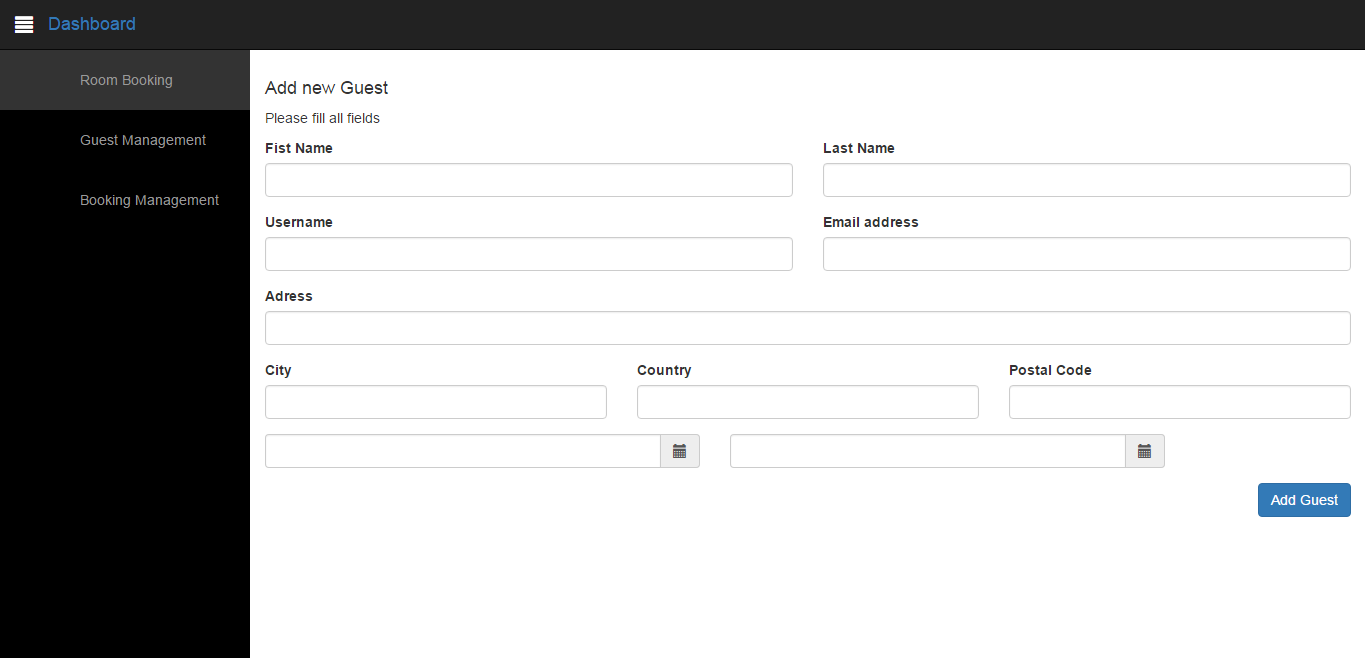 Dashboard
Room Booking
Guest Management
Booking Management
Add new Guest
Please fill all fields
Fist Name
Last Name
Username
Email address
Adress
City
Country
Postal Code
Add Guest